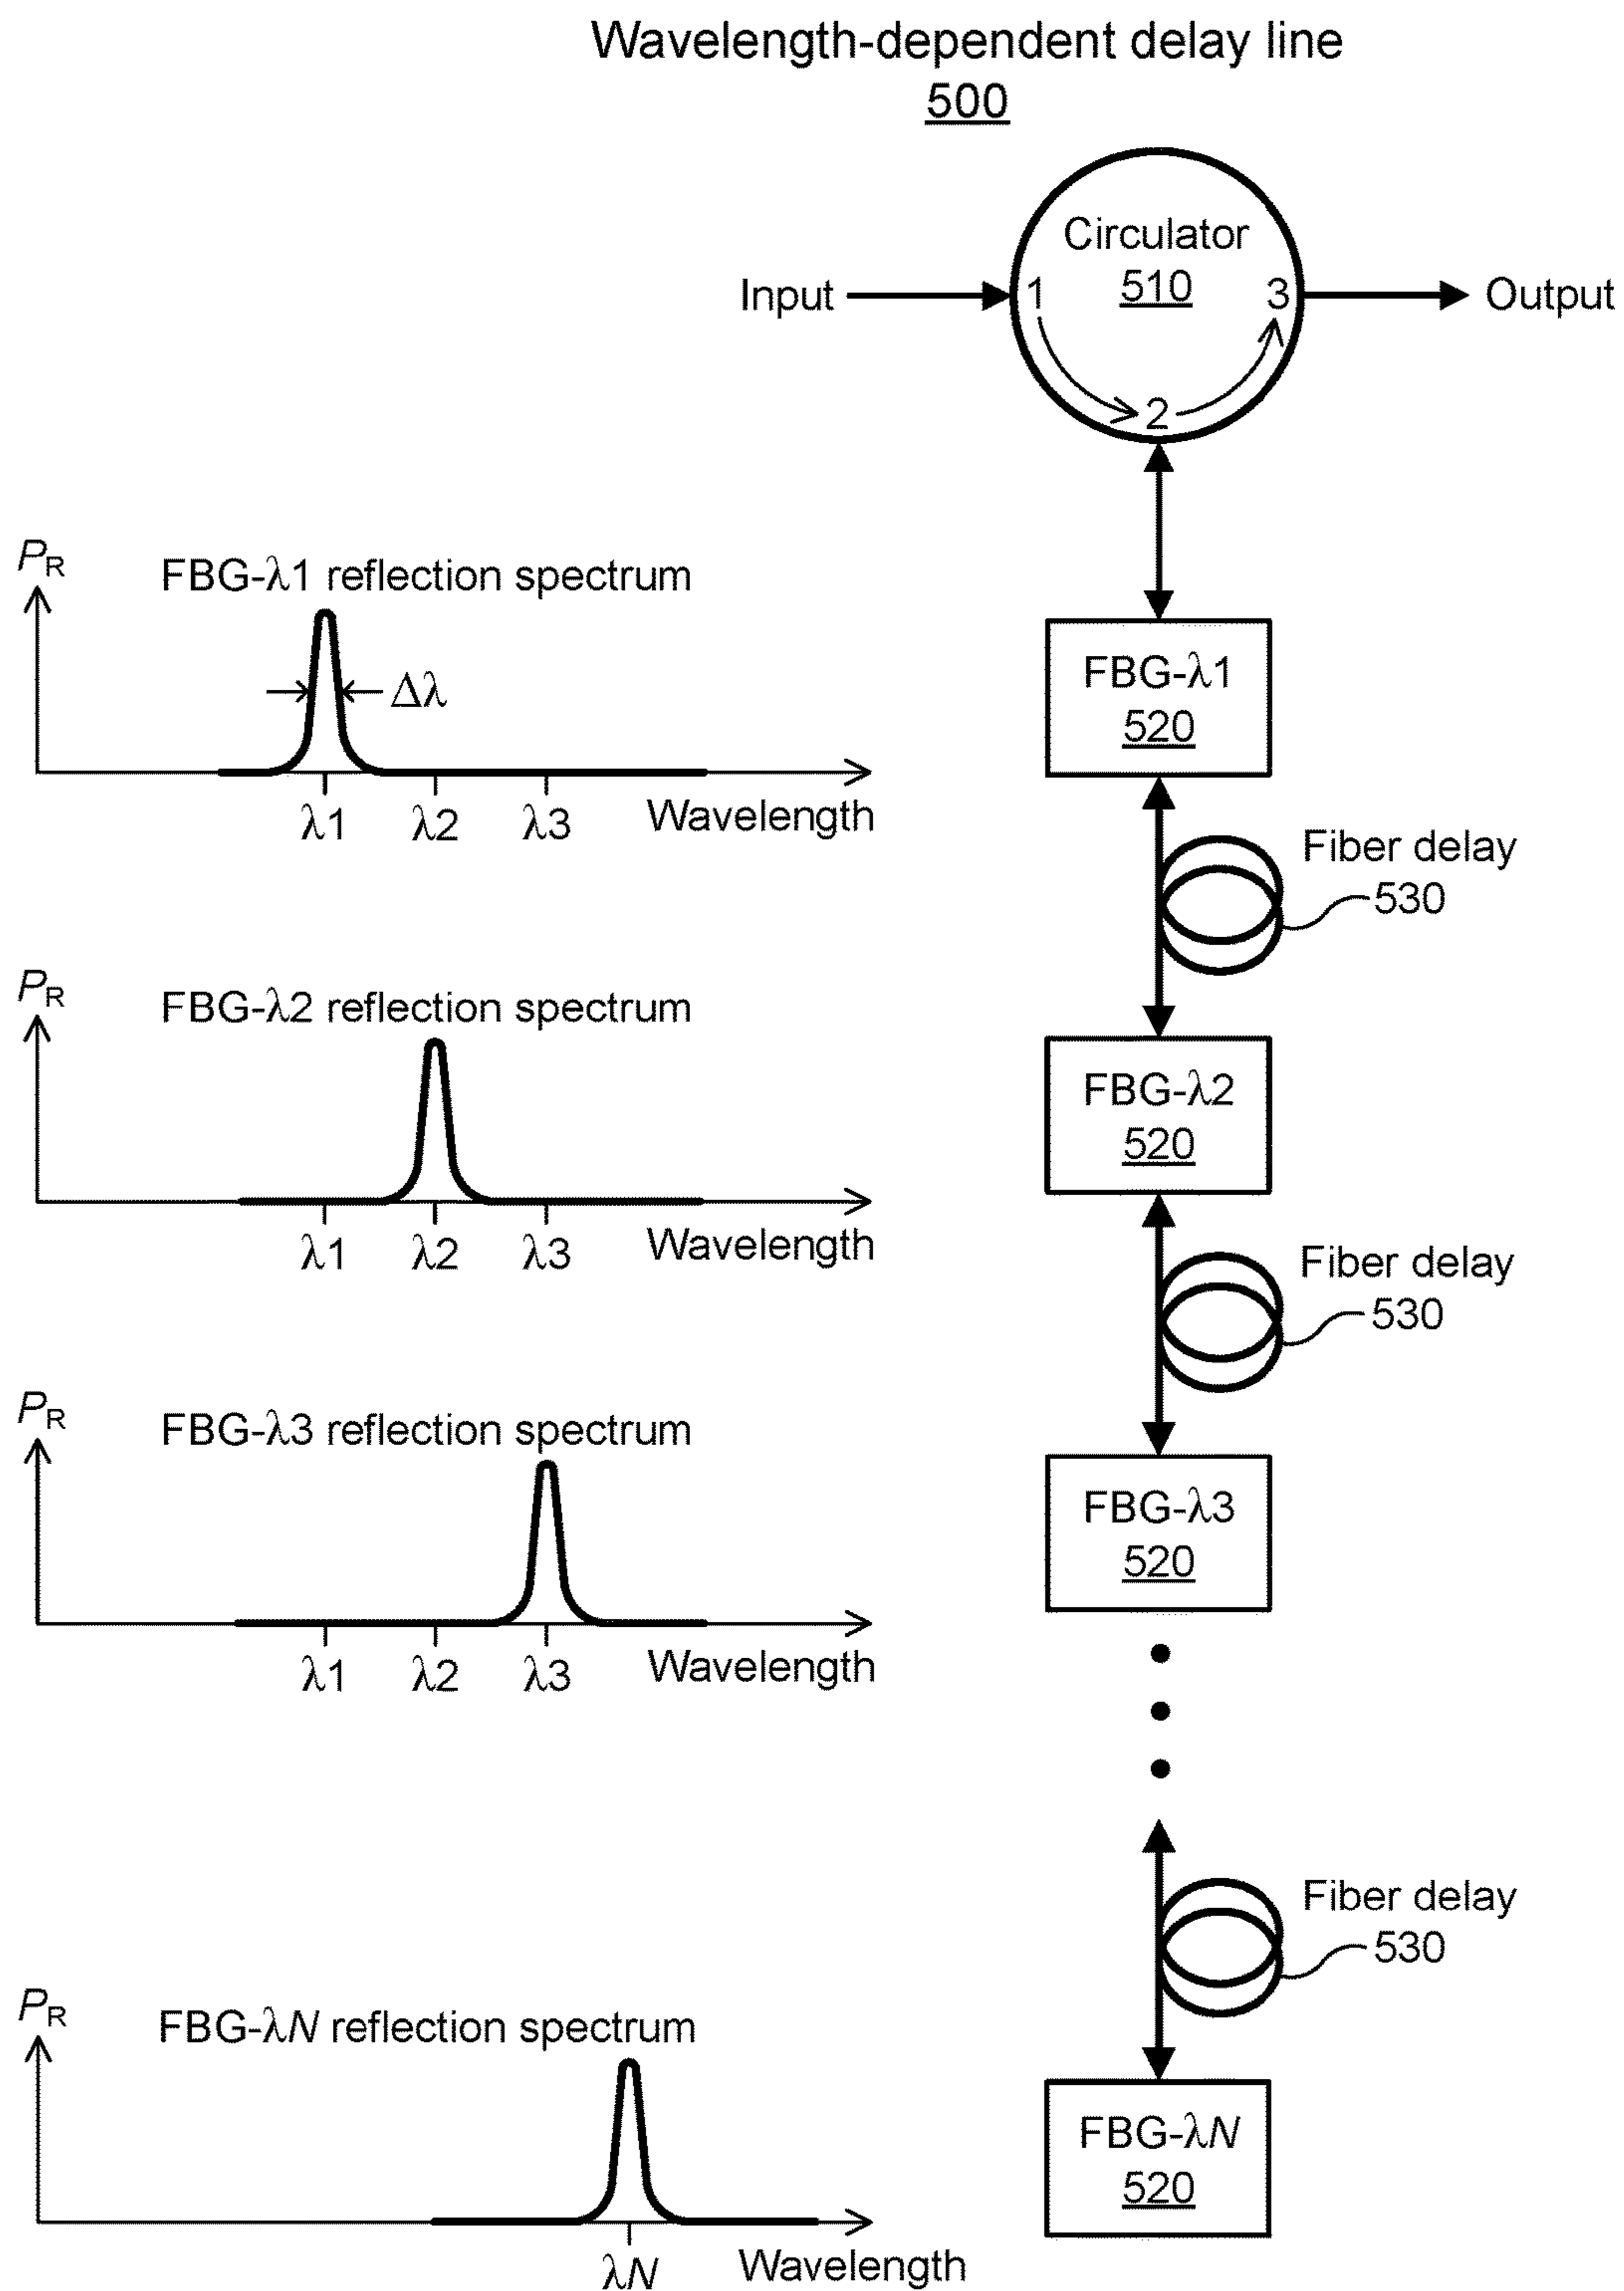 Wavelength-dependent delay line
500
Circulator
510
Input
1
3
Output
2
PR
FBG-λ1 reflection spectrum
Δλ
λ1 λ2 λ3 Wavelength
FBG-λ1
520
Fiber delay
530
PR
FBG-λ2 reflection spectrum
λ1 λ2 λ3 Wavelength
FBG-λ2
520
Fiber delay
530
PR
FBG-λ3 reflection spectrum
λ1 λ2 λ3 Wavelength
FBG-λ3
520
Fiber delay
530
PR
FBG-λN reflection spectrum
λN Wavelength
FBG-λN
520